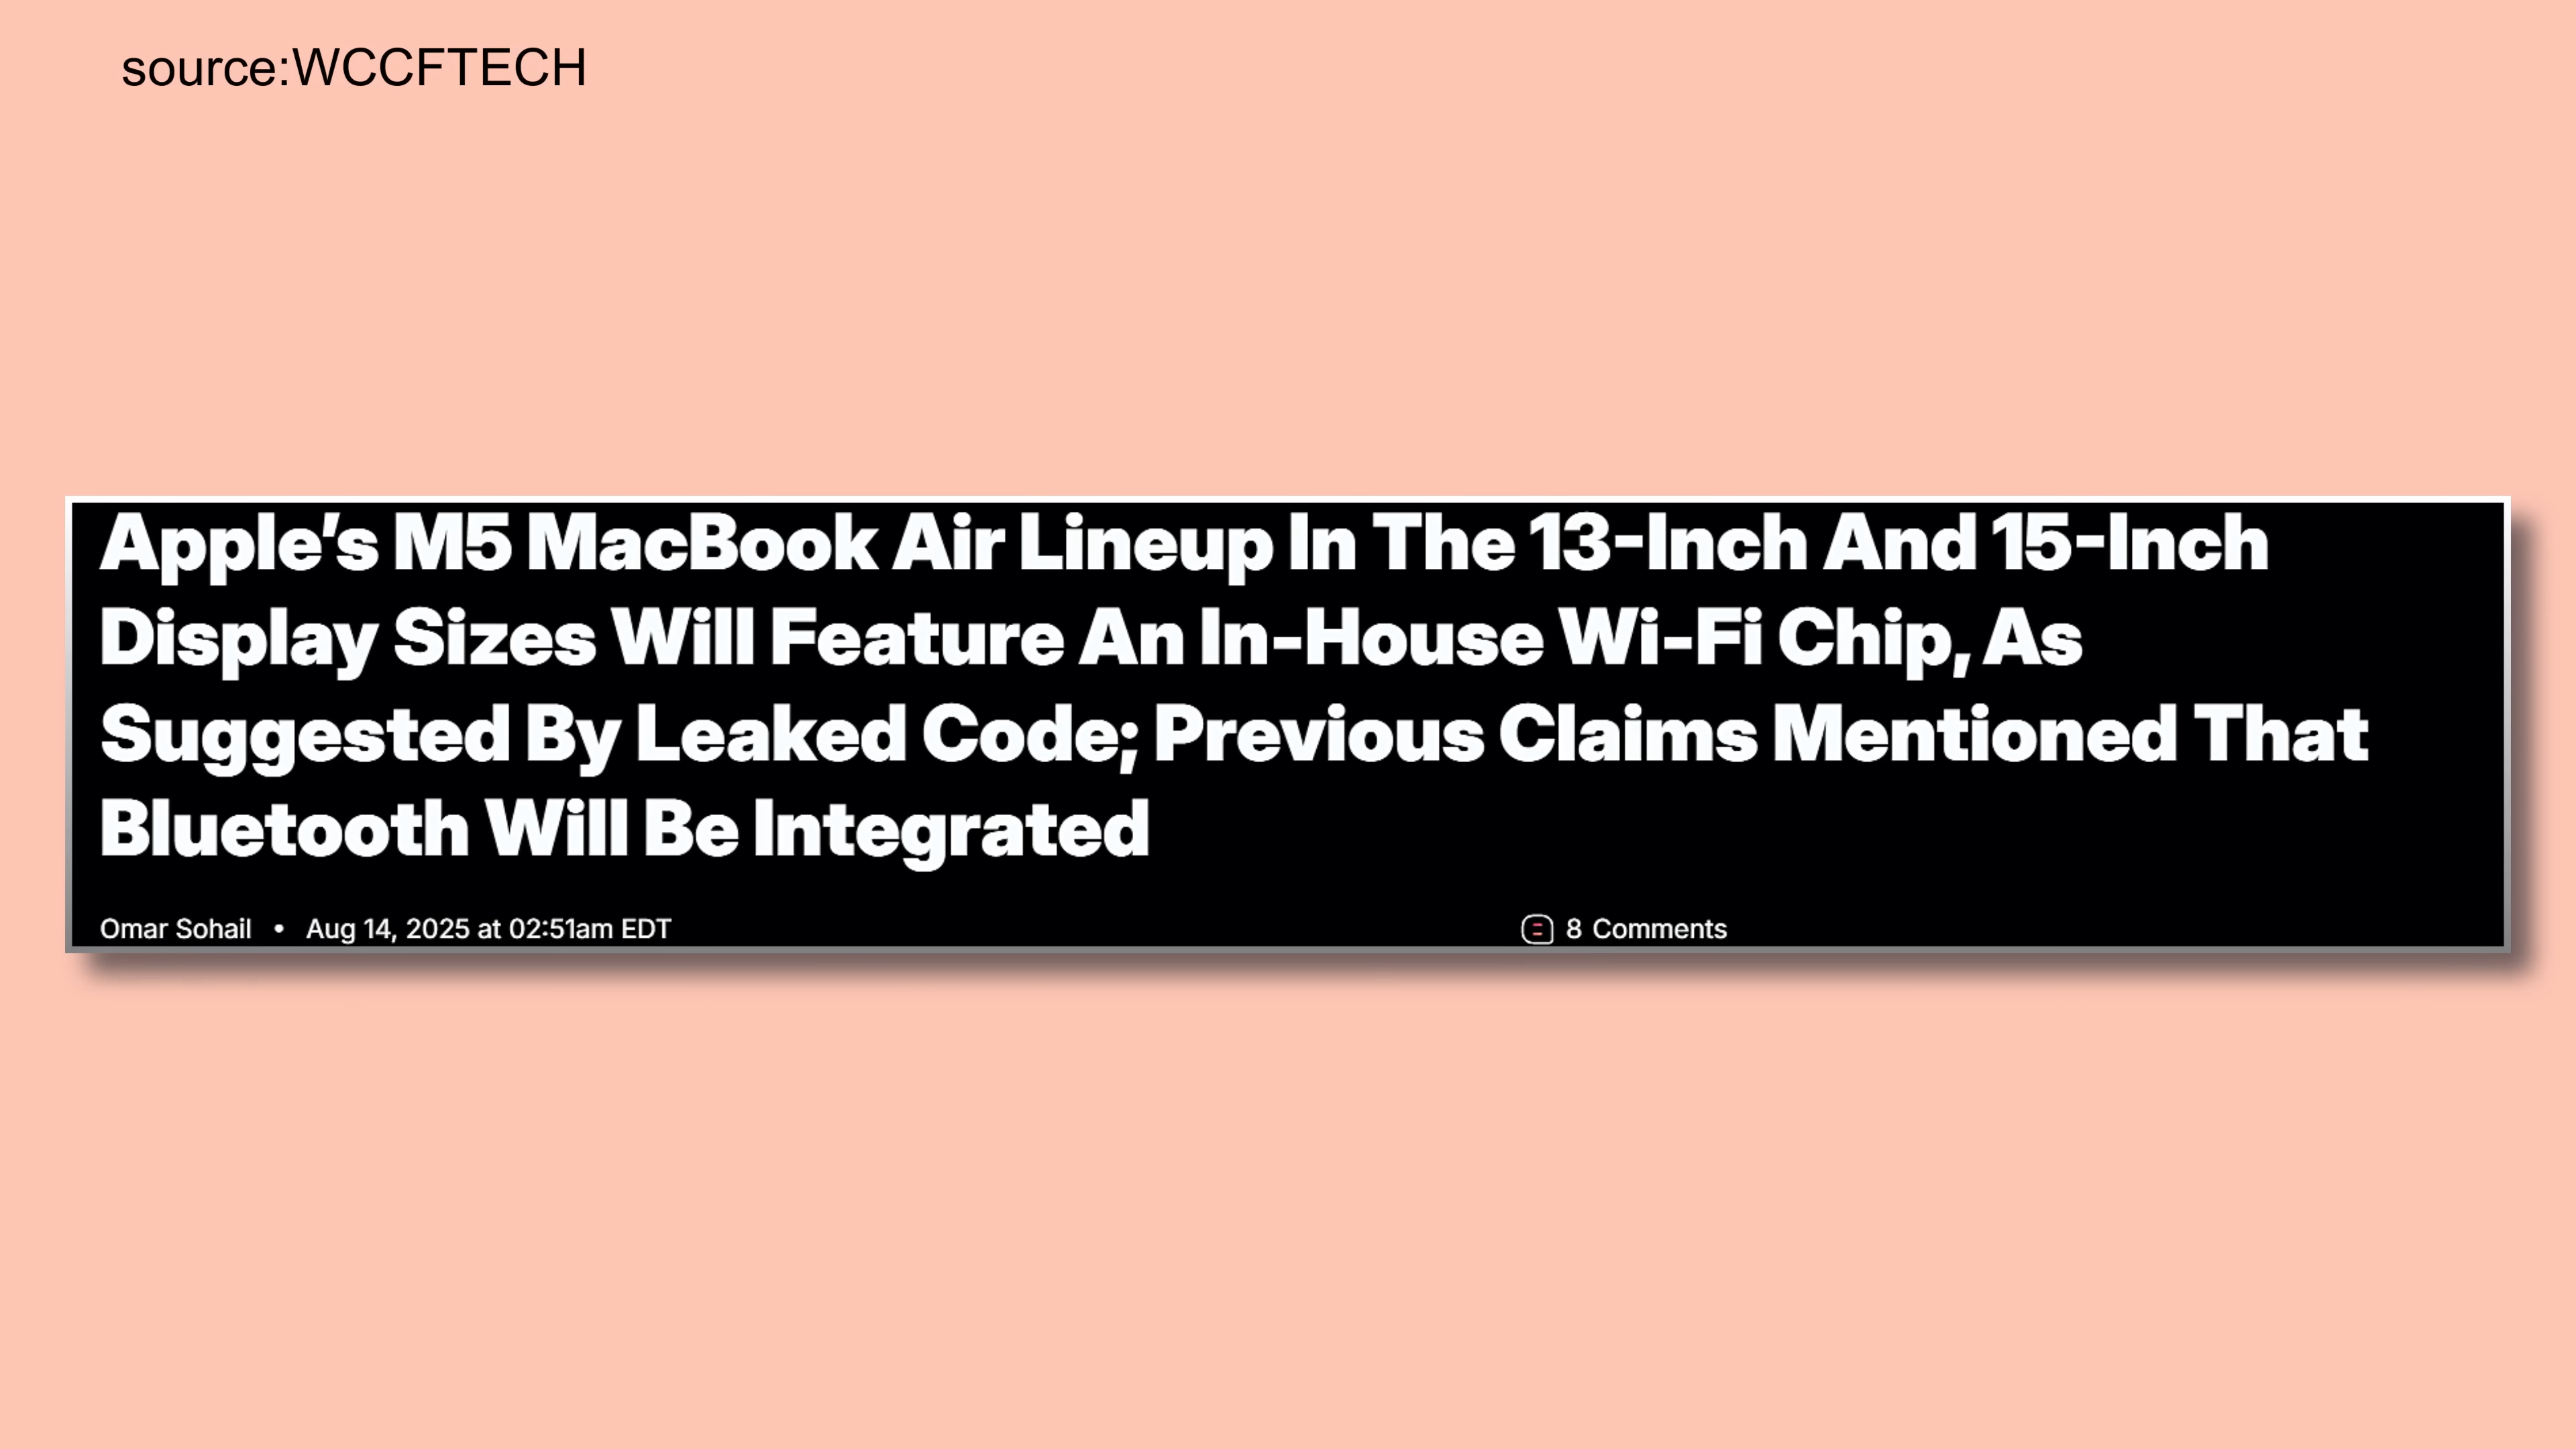 source:WCCFTECH
Apple’s M5 MacBook Air Lineup In The 13-Inch And 15-Inch
Display Sizes Will Feature An In-House Wi-Fi Chip, As
Suggested By Leaked Code; Previous Claims Mentioned That
Bluetooth Will Be Integrated
Omar Sohail • Aug 14, 2025 at 02:51am EDT
8 Comments